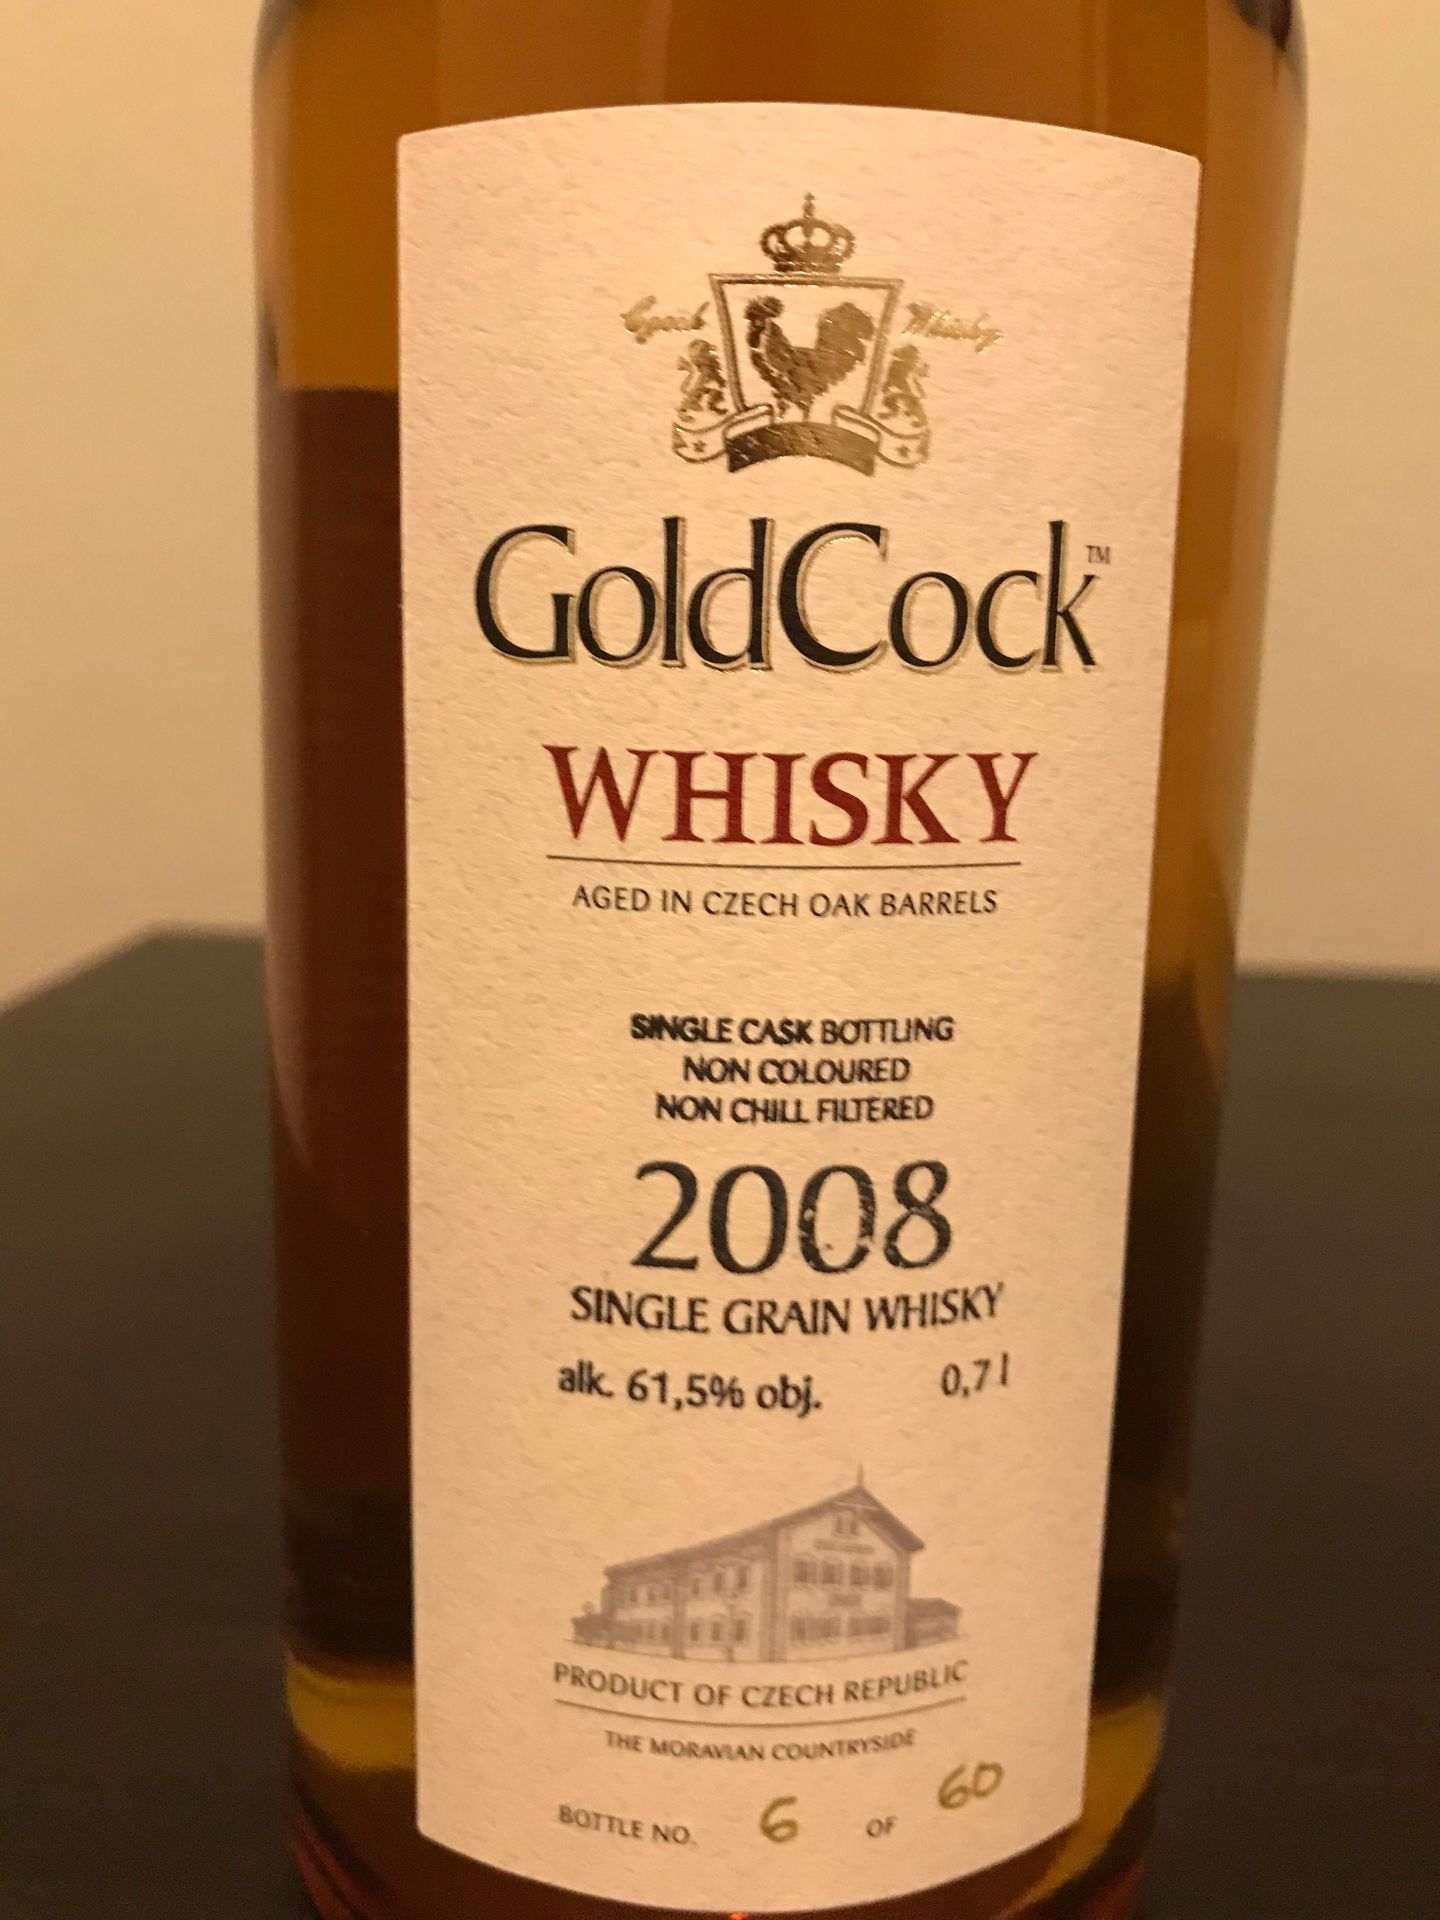 Czech Whisky
GoldCock™
WHISKY
AGED IN CZECH OAK BARRELS
SINGLE CASK BOTTLING
NON COLOURED
NON CHILL FILTERED
2008
SINGLE GRAIN WHISKY
alk. 61,5% obj. 0,7 l
PRODUCT OF CZECH REPUBLIC
THE MORAVIAN COUNTRYSIDE
BOTTLE NO. 6 OF 60